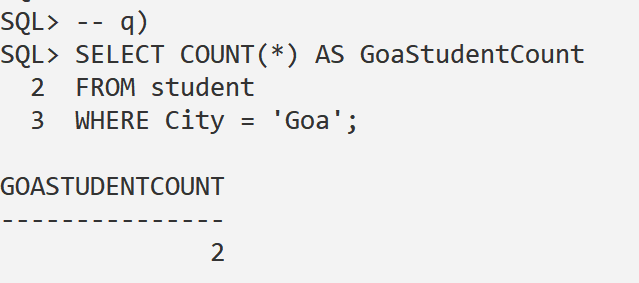 SQL> -- q)
SQL> SELECT COUNT(*) AS GoaStudentCount
  2  FROM student
  3  WHERE City = 'Goa';

GOASTUDENTCOUNT
---------------
              2